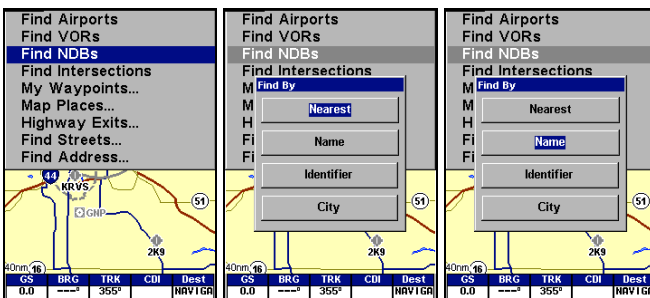 Find Airports
Find VORs
Find NDBs
Find Intersections
My Waypoints...
Map Places...
Highway Exits...
Find Streets...
Find Address...
44
KRVS
51
GNP
2K9
40nm
16
GS BRG TRK CDI Dest
0.0 ---° 355° NAVIGA
Find Airports
Find VORs
Find NDBs
Find Intersections
Find By
M
M
H
Fi
Fi
Nearest
Name
Identifier
City
51
2K9
40nm
16
GS BRG TRK CDI Dest
0.0 ---° 355° NAVIGA
Find Airports
Find VORs
Find NDBs
Find Intersections
Find By
M
M
H
Fi
Fi
Nearest
Name
Identifier
City
51
2K9
40nm
16
GS BRG TRK CDI Dest
0.0 ---° 355° NAVIGA